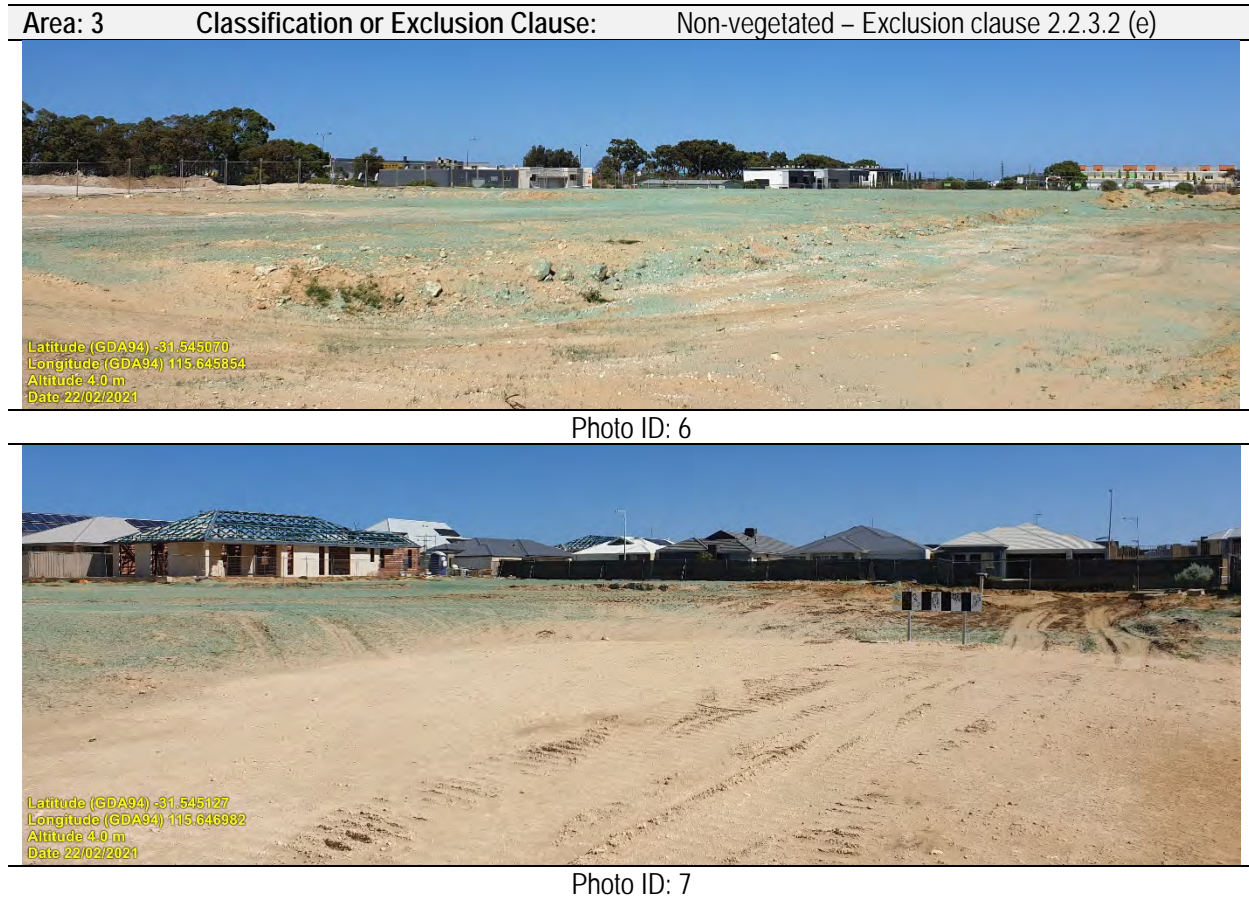 Area: 3 Classification or Exclusion Clause: Non-vegetated – Exclusion clause 2.2.3.2 (e)
Latitude (GDA94) -31.545070
Longitude (GDA94) 115.645854
Altitude 4.0 m
Date 22/02/2021
Photo ID: 6
Latitude (GDA94) -31.545127
Longitude (GDA94) 115.646982
Altitude 4.0 m
Date 22/02/2021
Photo ID: 7